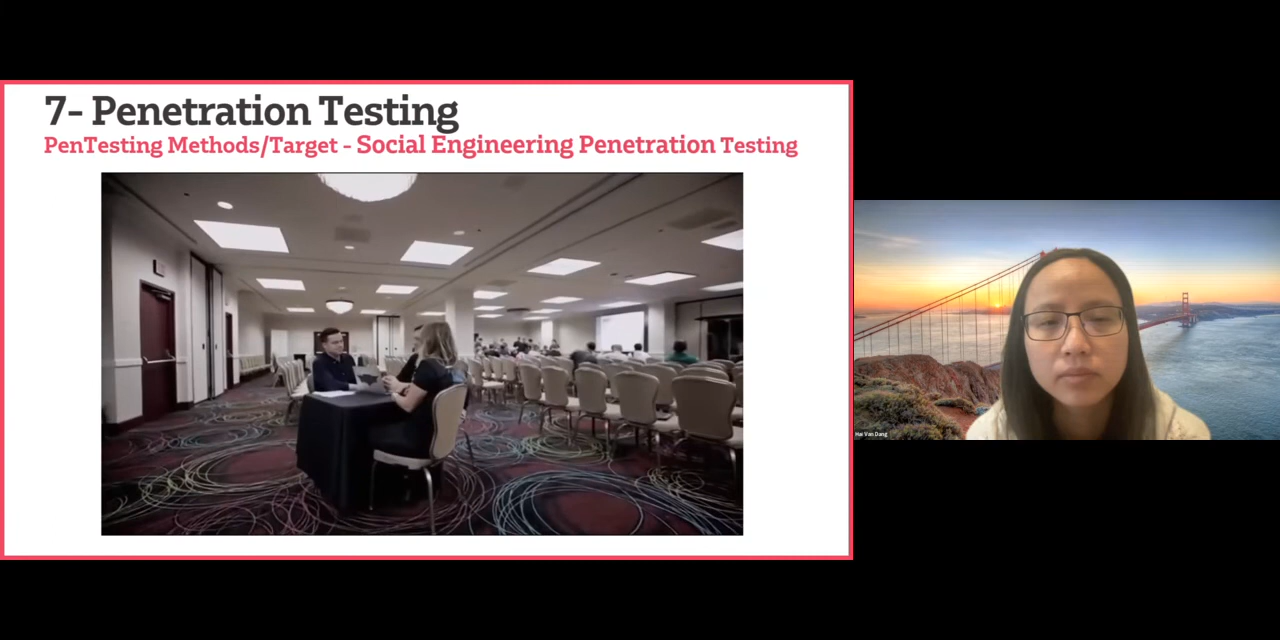 7- Penetration Testing
PenTesting Methods/Target - Social Engineering Penetration Testing
Hai Van Dang